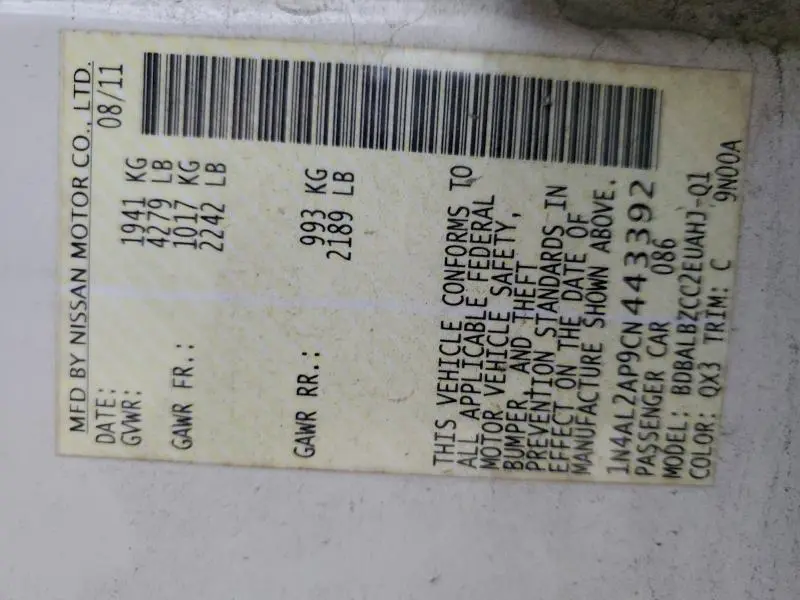 MFD BY NISSAN MOTOR CO., LTD.
DATE: 08/11
GVWR: 1941 KG
4279 LB
GAWR FR.: 1017 KG
2242 LB
GAWR RR.: 993 KG
2189 LB
THIS VEHICLE CONFORMS TO
ALL APPLICABLE FEDERAL
MOTOR VEHICLE SAFETY,
BUMPER, AND THEFT
PREVENTION STANDARDS IN
EFFECT ON THE DATE OF
MANUFACTURE SHOWN ABOVE.
1N4AL2AP9CN443392
PASSENGER CAR 086
MODEL: BDBALBZCC2EUAHJ-Q1
COLOR: QX3 TRIM: C 9N00A